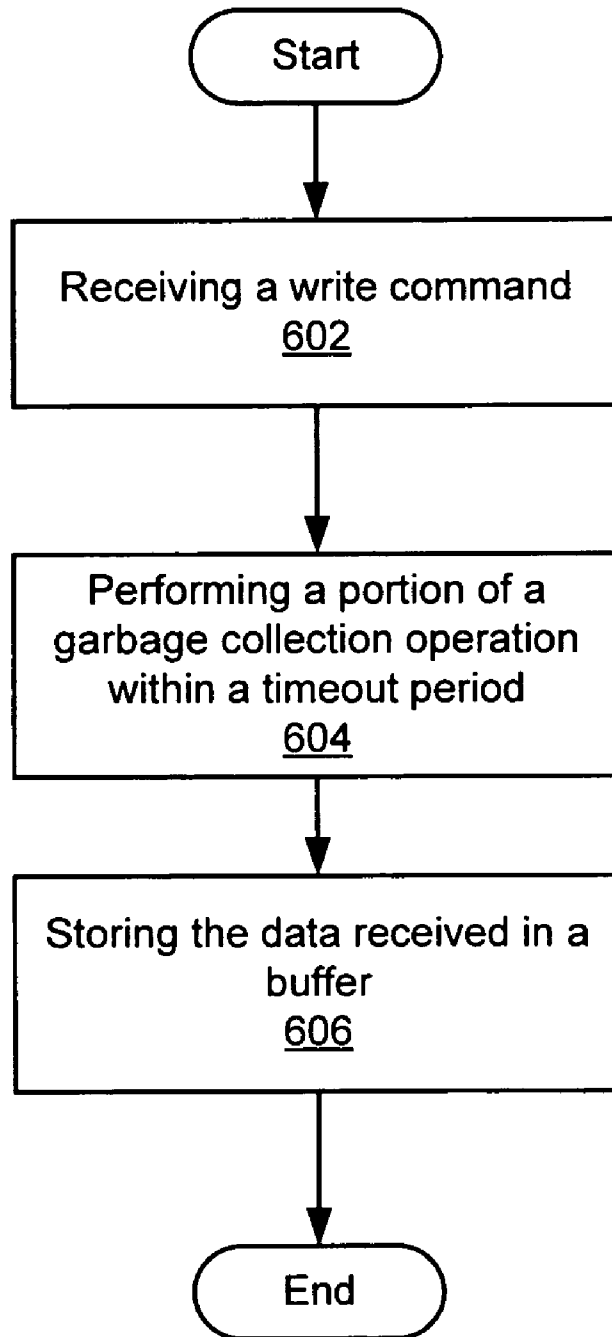 Start
Receiving a write command
602
Performing a portion of a
garbage collection operation
within a timeout period
604
Storing the data received in a
buffer
606
End